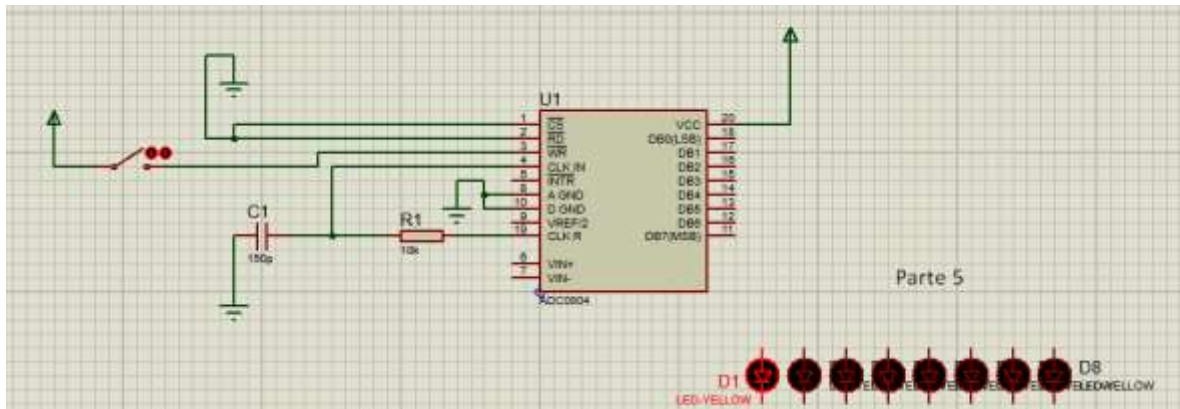 U1
1 CS VCC 20
2 RD DB0(LSB) 18
3 WR DB1 17
4 CLK IN DB2 16
5 INTR DB3 15
8 A GND DB4 14
10 D GND DB5 13
9 VREF/2 DB6 12
19 CLK R DB7(MSB) 11
6 VIN+
7 VIN-
ADC0804
C1
150p
R1
10k
Parte 5
D1
LED-YELLOW
D8